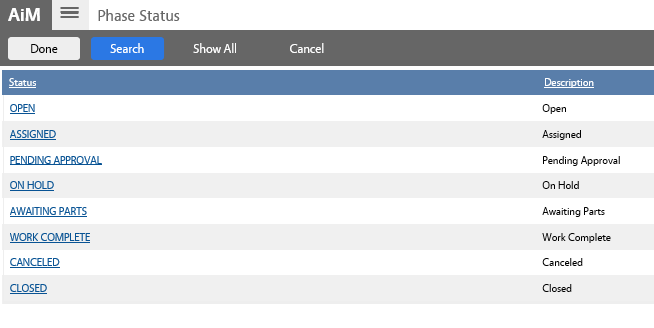 AiM Phase Status
Done Search Show All Cancel
Status Description
OPEN Open
ASSIGNED Assigned
PENDING APPROVAL Pending Approval
ON HOLD On Hold
AWAITING PARTS Awaiting Parts
WORK COMPLETE Work Complete
CANCELED Canceled
CLOSED Closed